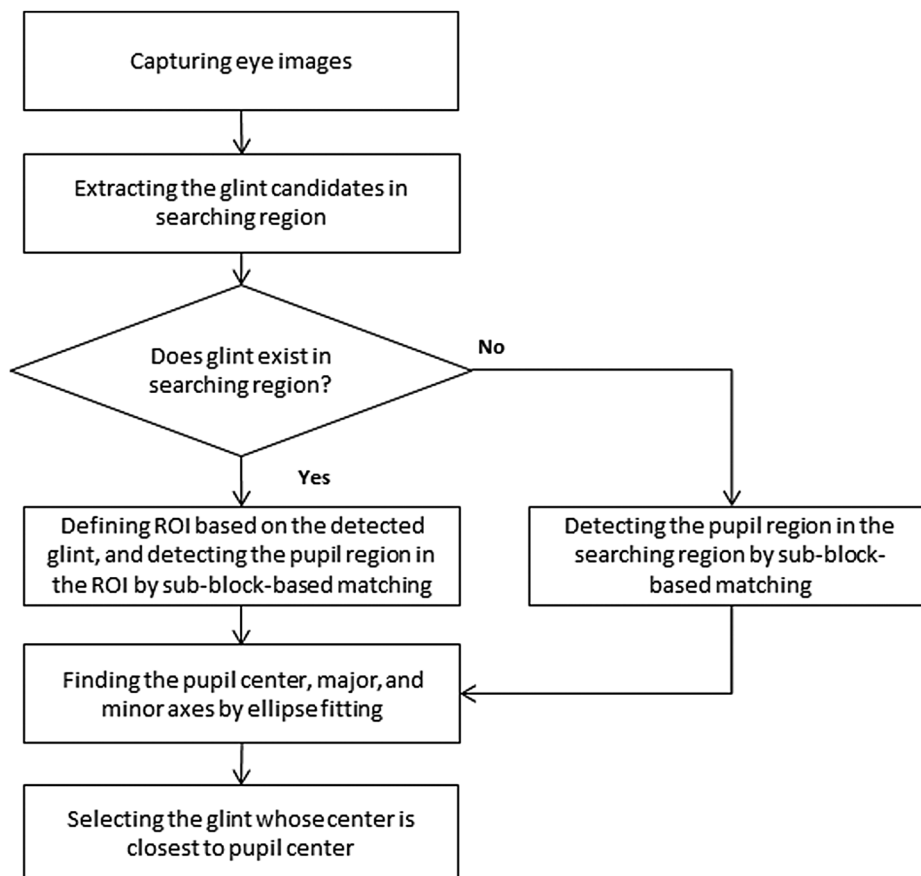 Capturing eye images
Extracting the glint candidates in
searching region
Does glint exist in
searching region?
No
Yes
Defining ROI based on the detected
glint, and detecting the pupil region in
the ROI by sub-block-based matching
Detecting the pupil region in the
searching region by sub-block-
based matching
Finding the pupil center, major, and
minor axes by ellipse fitting
Selecting the glint whose center is
closest to pupil center